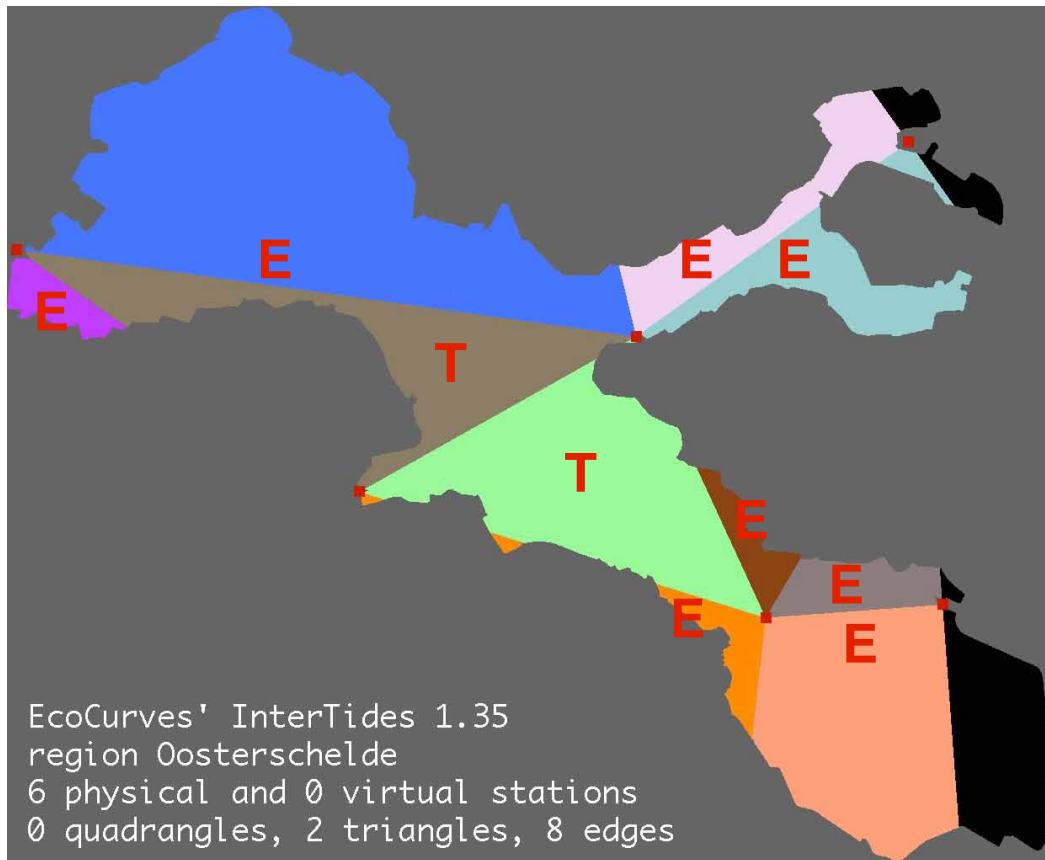 E
E
E
E
T
T
E
E
E
E
EcoCurves' InterTides 1.35
region Oosterschelde
6 physical and 0 virtual stations
0 quadrangles, 2 triangles, 8 edges